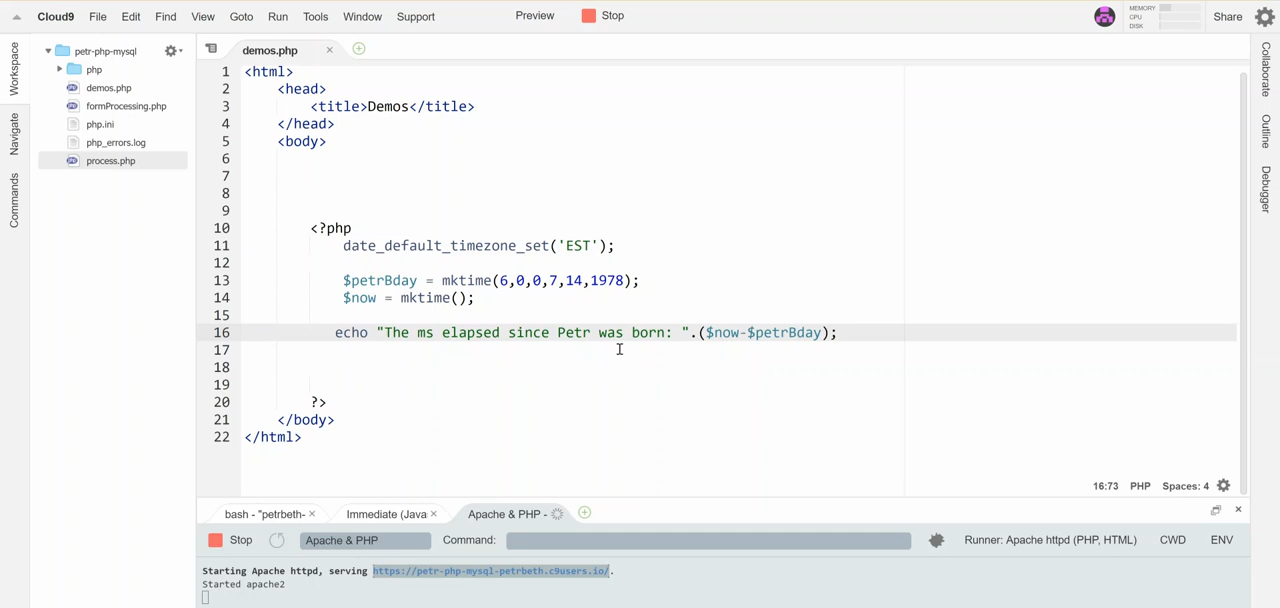 Cloud9 File Edit Find View Goto Run Tools Window Support Preview Stop MEMORY CPU DISK Share
Workspace
Navigate
Commands
petr-php-mysql
php
demos.php
formProcessing.php
php.ini
php_errors.log
process.php
demos.php
1 <html>
2 <head>
3 <title>Demos</title>
4 </head>
5 <body>
6
7
8
9
10 <?php
11 date_default_timezone_set('EST');
12
13 $petrBday = mktime(6,0,0,7,14,1978);
14 $now = mktime();
15
16 echo "The ms elapsed since Petr was born: ".($now-$petrBday);
17
18
19
20 ?>
21 </body>
22 </html>
16:73 PHP Spaces: 4
Collaborate
Outline
Debugger
bash - "petrbeth- Immediate (Java Apache & PHP -
Stop Apache & PHP Command: Runner: Apache httpd (PHP, HTML) CWD ENV
Starting Apache httpd, serving https://petr-php-mysql-petrbeth.c9users.io/.
Started apache2